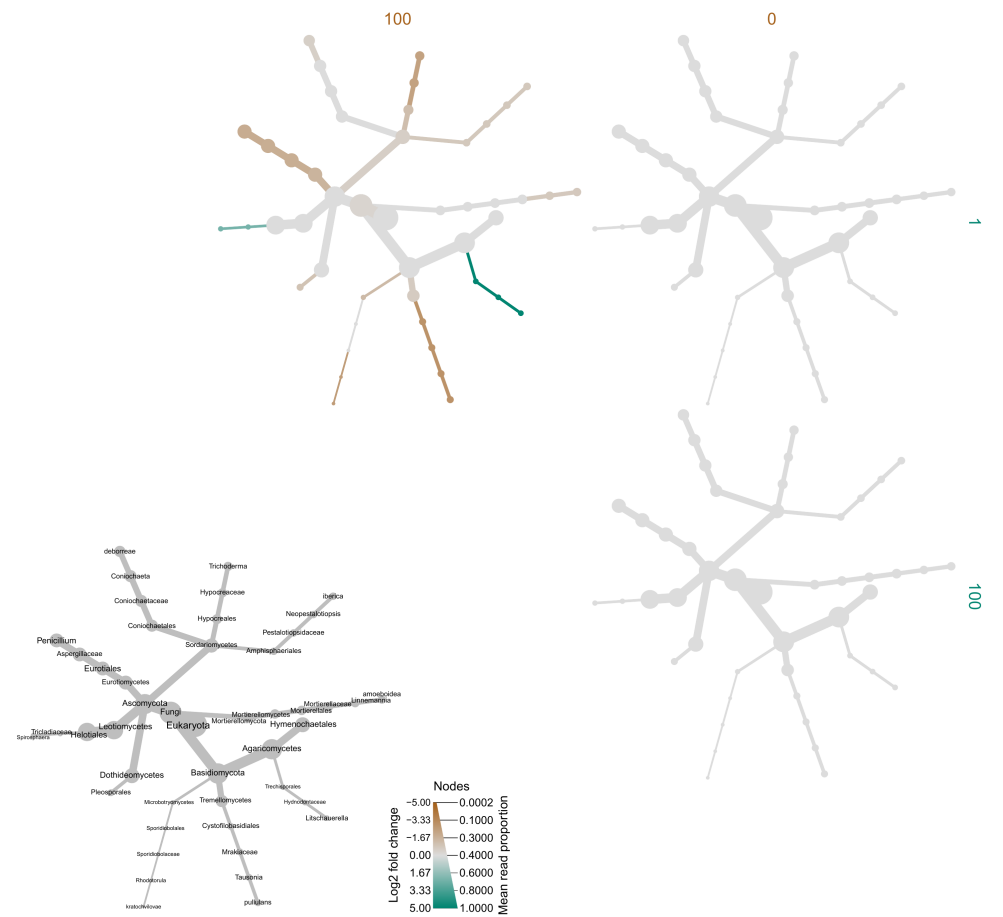 100
0
1
100
deborreae
Trichoderma
Coniochaeta
Hypocreaceae
iberica
Coniochaetaceae
Neopestalotiopsis
Hypocreales
Coniochaetales
Pestalotiopsidaceae
Penicillium
Sordariomycetes
Amphisphaeriales
Aspergillaceae
Eurotiales
Eurotiomycetes
amoeboidea
Linnemannia
Ascomycota
Mortierellaceae
Fungi
Mortierellales
Mortierellomycetes
Mortierellomycota
Eukaryota
Hymenochaetales
Leotiomycetes
Tricladiaceae
Helotiales
Spirosphaera
Agaricomycetes
Dothideomycetes
Basidiomycota
Pleosporales
Trechisporales
Microbotryomycetes
Tremellomycetes
Hydnodontaceae
Litschauerella
Sporidiobolales
Cystofilobasidiales
Sporidiobolaceae
Mrakiaceae
Rhodotorula
Tausonia
kratochvilovae
pullulans
Nodes
Log2 fold change
Mean read proportion
−5.00 0.0002
−3.33 0.1000
−1.67 0.3000
0.00 0.4000
1.67 0.6000
3.33 0.8000
5.00 1.0000